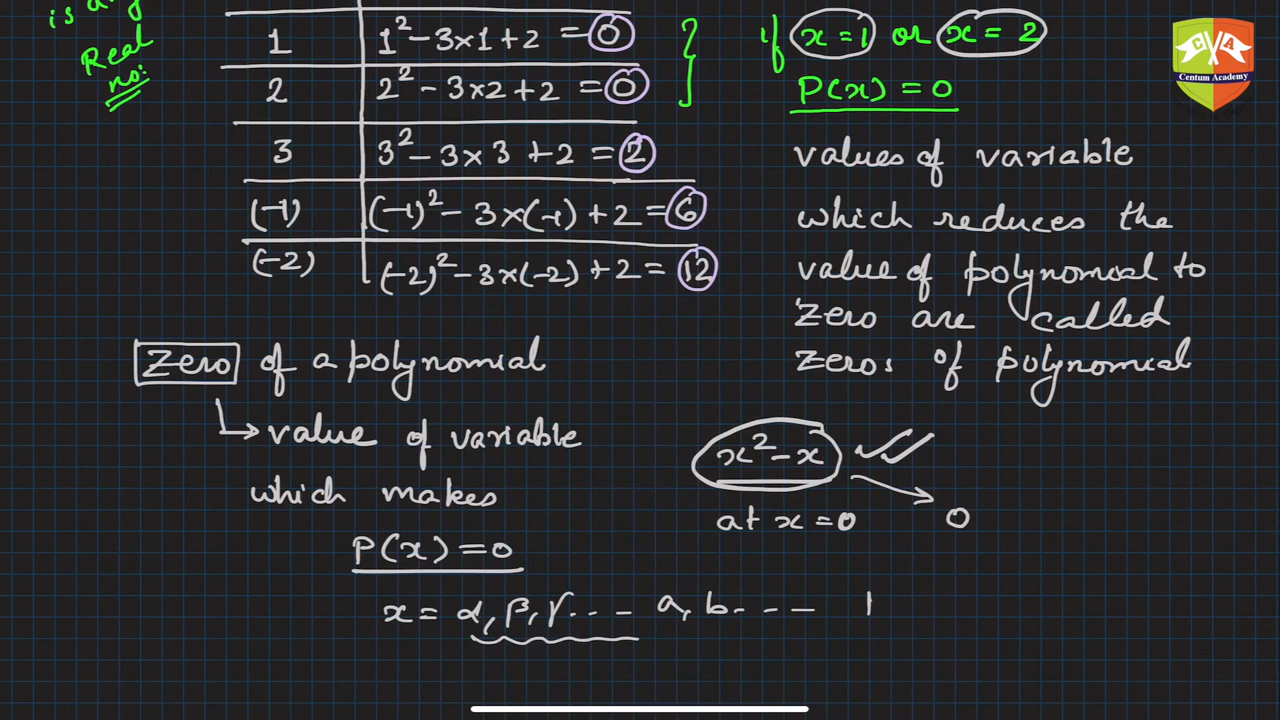 is any
Real
no:
1 1² - 3×1 + 2 = 0
2 2² - 3×2 + 2 = 0
3 3² - 3×3 + 2 = 2
(-1) (-1)² - 3×(-1) + 2 = 6
(-2) (-2)² - 3×(-2) + 2 = 12
if x = 1 or x = 2
P(x) = 0
values of variable
which reduces the
value of polynomial to
Zero are called
Zeros of polynomial
Zero of a polynomial
value of variable
which makes
P(x) = 0
x = α, β, γ... a, b...
x² - x
at x = 0 0
CA
Centum Academy